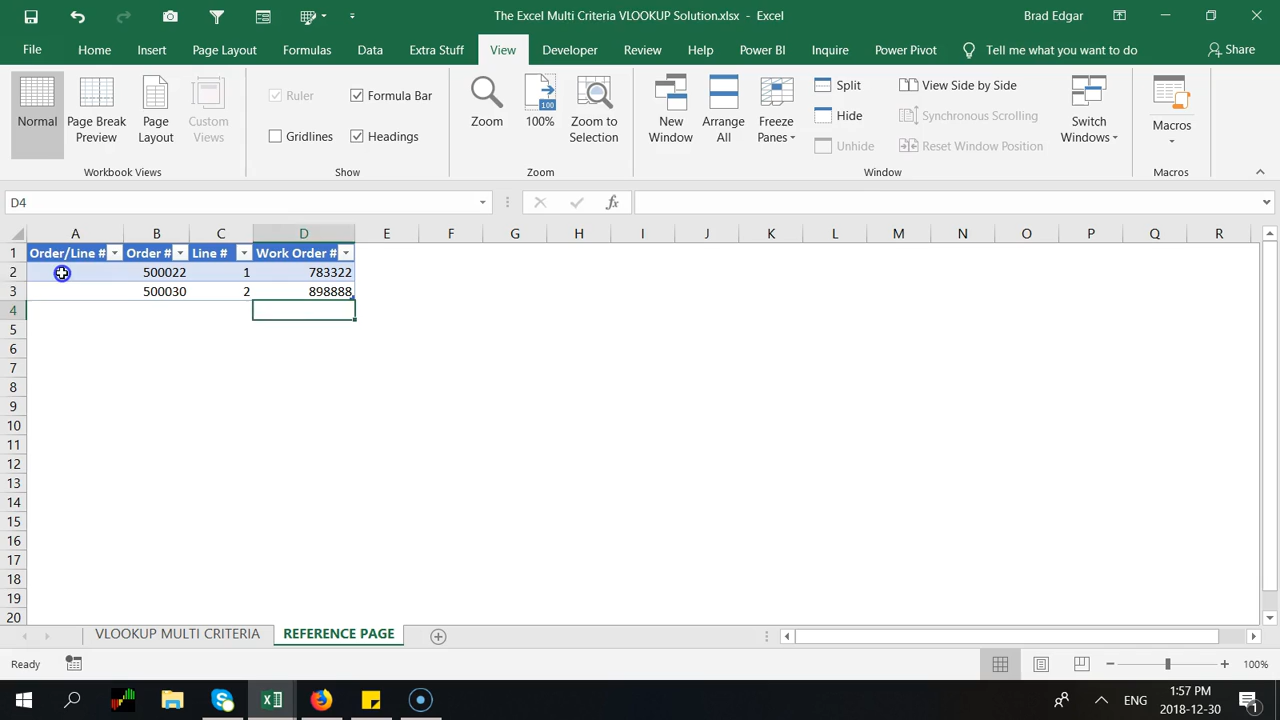 The Excel Multi Criteria VLOOKUP Solution.xlsx - Excel
Brad Edgar
File
Home
Insert
Page Layout
Formulas
Data
Extra Stuff
View
Developer
Review
Help
Power BI
Inquire
Power Pivot
Tell me what you want to do
Share
Normal
Page Break
Preview
Page
Layout
Custom
Views
Workbook Views
Ruler
Formula Bar
Gridlines
Headings
Show
Zoom
100
100%
Zoom to
Selection
Zoom
New
Window
Arrange
All
Freeze
Panes
Split
Hide
Unhide
View Side by Side
Synchronous Scrolling
Reset Window Position
Switch
Windows
Window
Macros
Macros
D4
fx
A B C D E F G H I J K L M N O P Q R
1 Order/Line # Order # Line # Work Order #
2 500022 1 783322
3 500030 2 898888
4
5
6
7
8
9
10
11
12
13
14
15
16
17
18
19
20
VLOOKUP MULTI CRITERIA
REFERENCE PAGE
Ready
100%
ENG
1:57 PM
2018-12-30
1